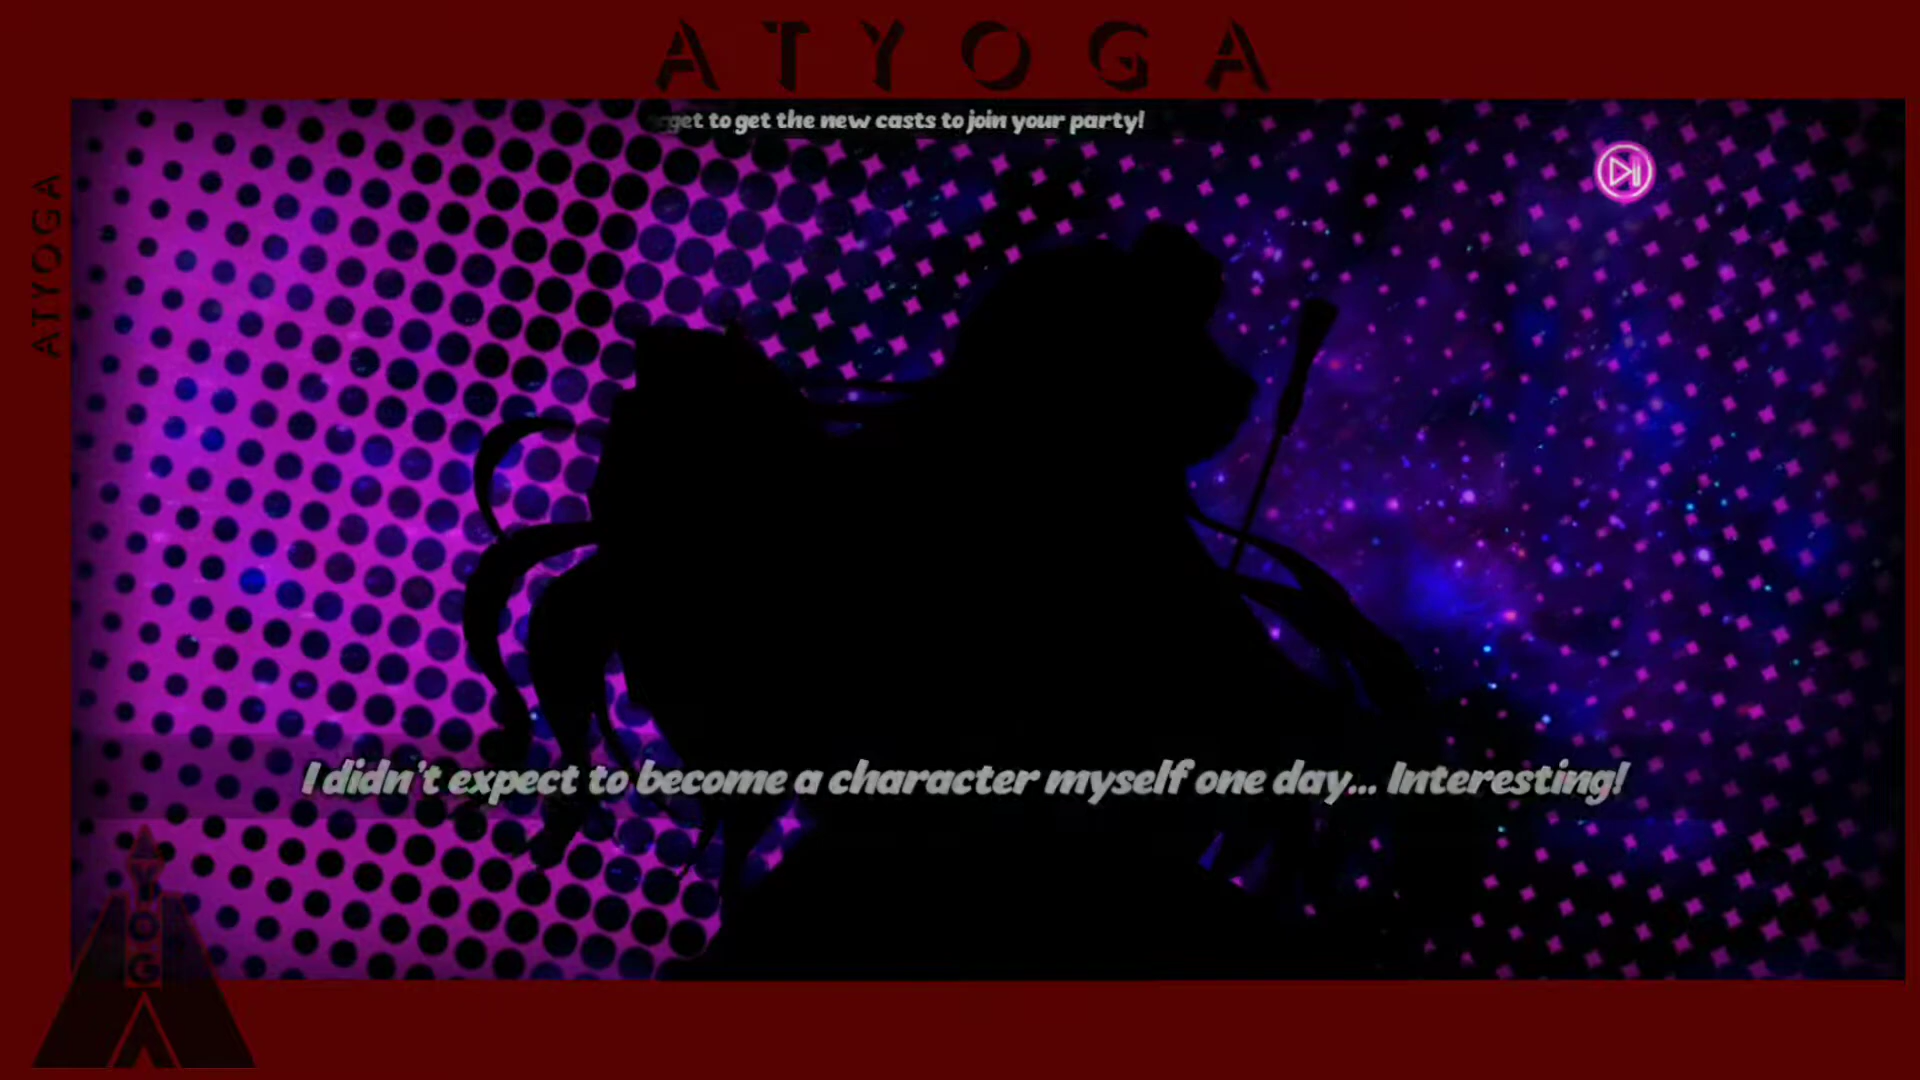 ATYOGA
get to get the new casts to join your party!
ATYOGA
I didn't expect to become a character myself one day... Interesting!
ATYOGA